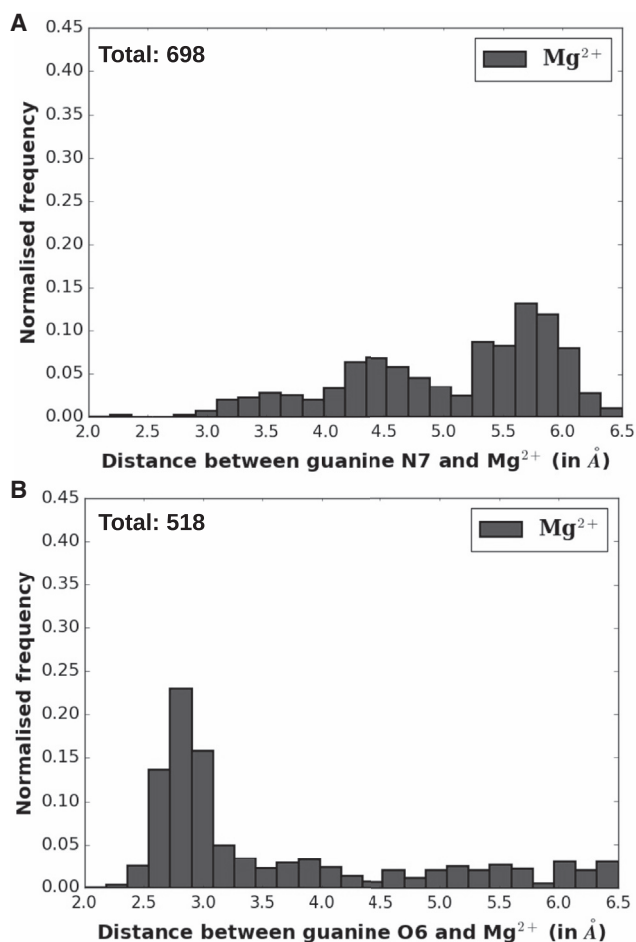 A
Total: 698
Mg²⁺
Normalised frequency
0.45
0.40
0.35
0.30
0.25
0.20
0.15
0.10
0.05
0.00
2.0 2.5 3.0 3.5 4.0 4.5 5.0 5.5 6.0 6.5
Distance between guanine N7 and Mg²⁺ (in Å)
B
Total: 518
Mg²⁺
Normalised frequency
0.45
0.40
0.35
0.30
0.25
0.20
0.15
0.10
0.05
0.00
2.0 2.5 3.0 3.5 4.0 4.5 5.0 5.5 6.0 6.5
Distance between guanine O6 and Mg²⁺ (in Å)